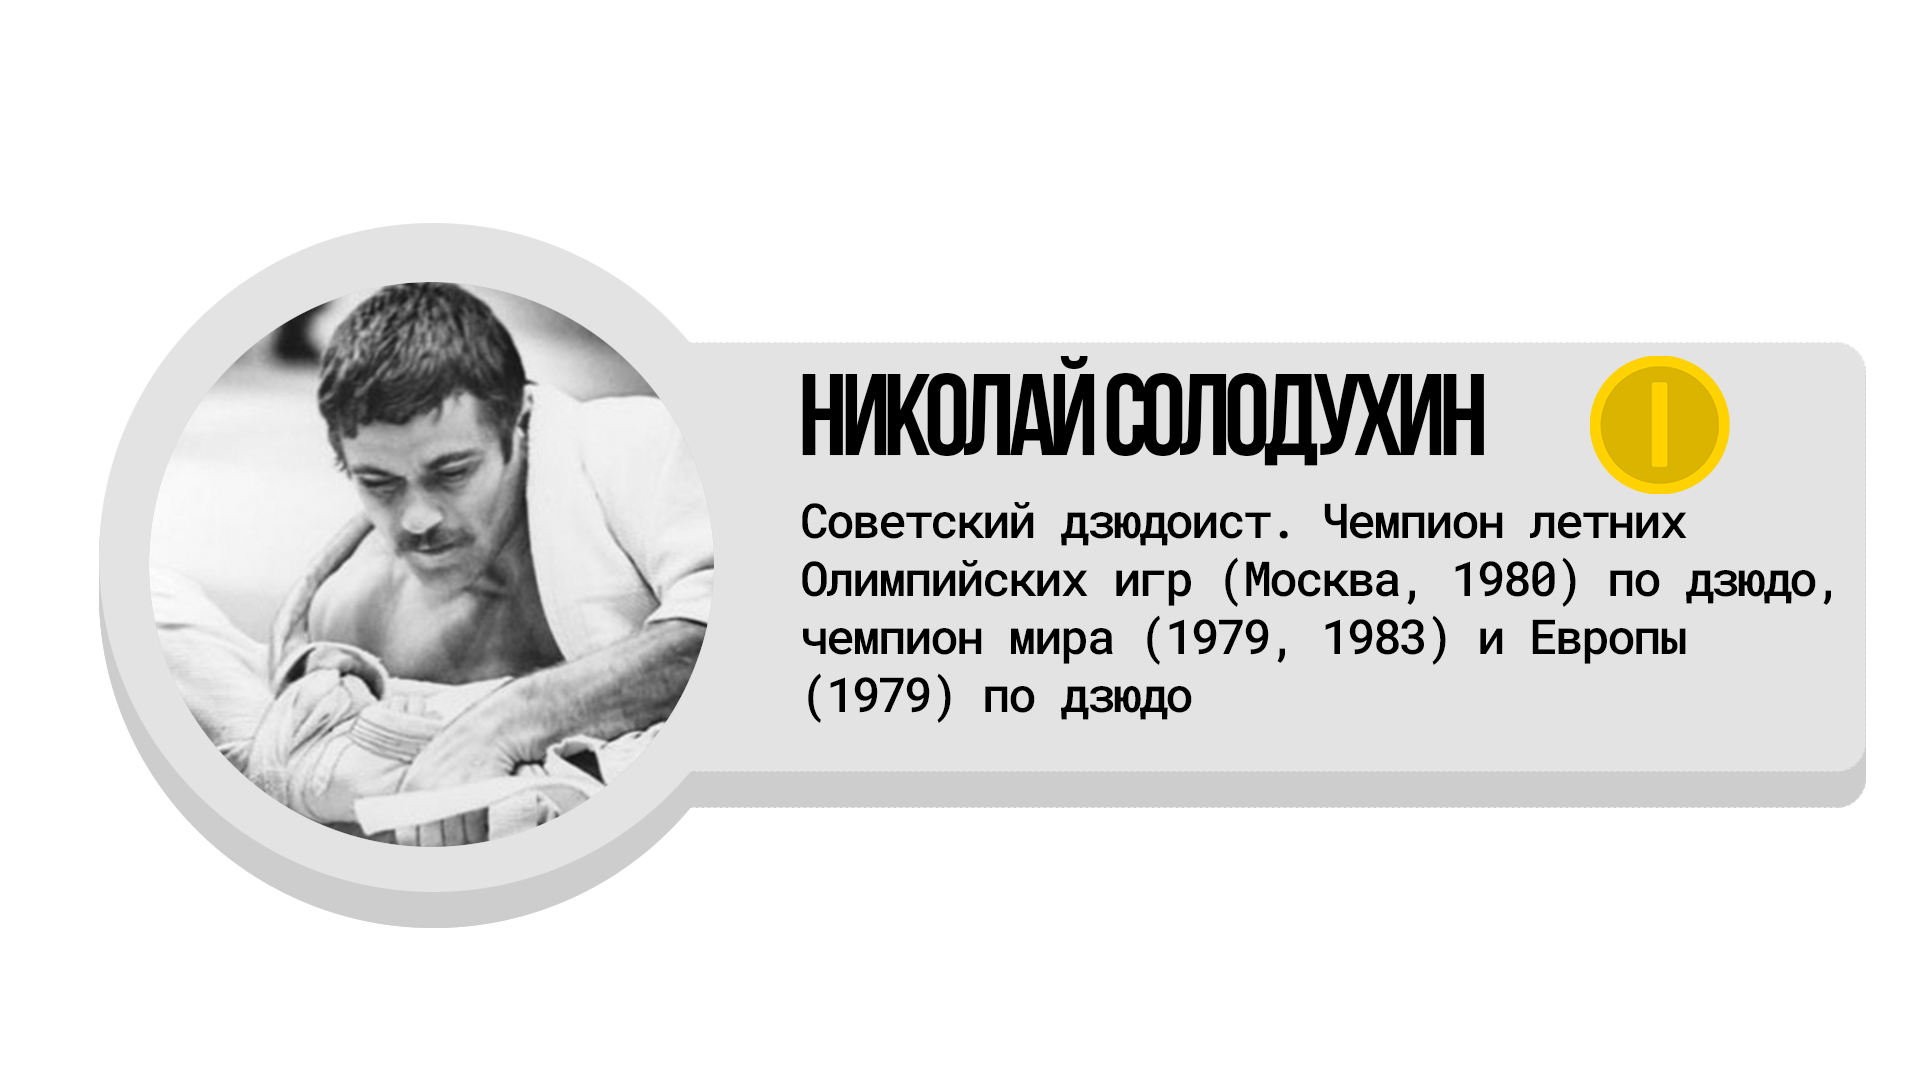 НИКОЛАЙ СОЛОДУХИН
Советский дзюдоист. Чемпион летних
Олимпийских игр (Москва, 1980) по дзюдо,
чемпион мира (1979, 1983) и Европы
(1979) по дзюдо